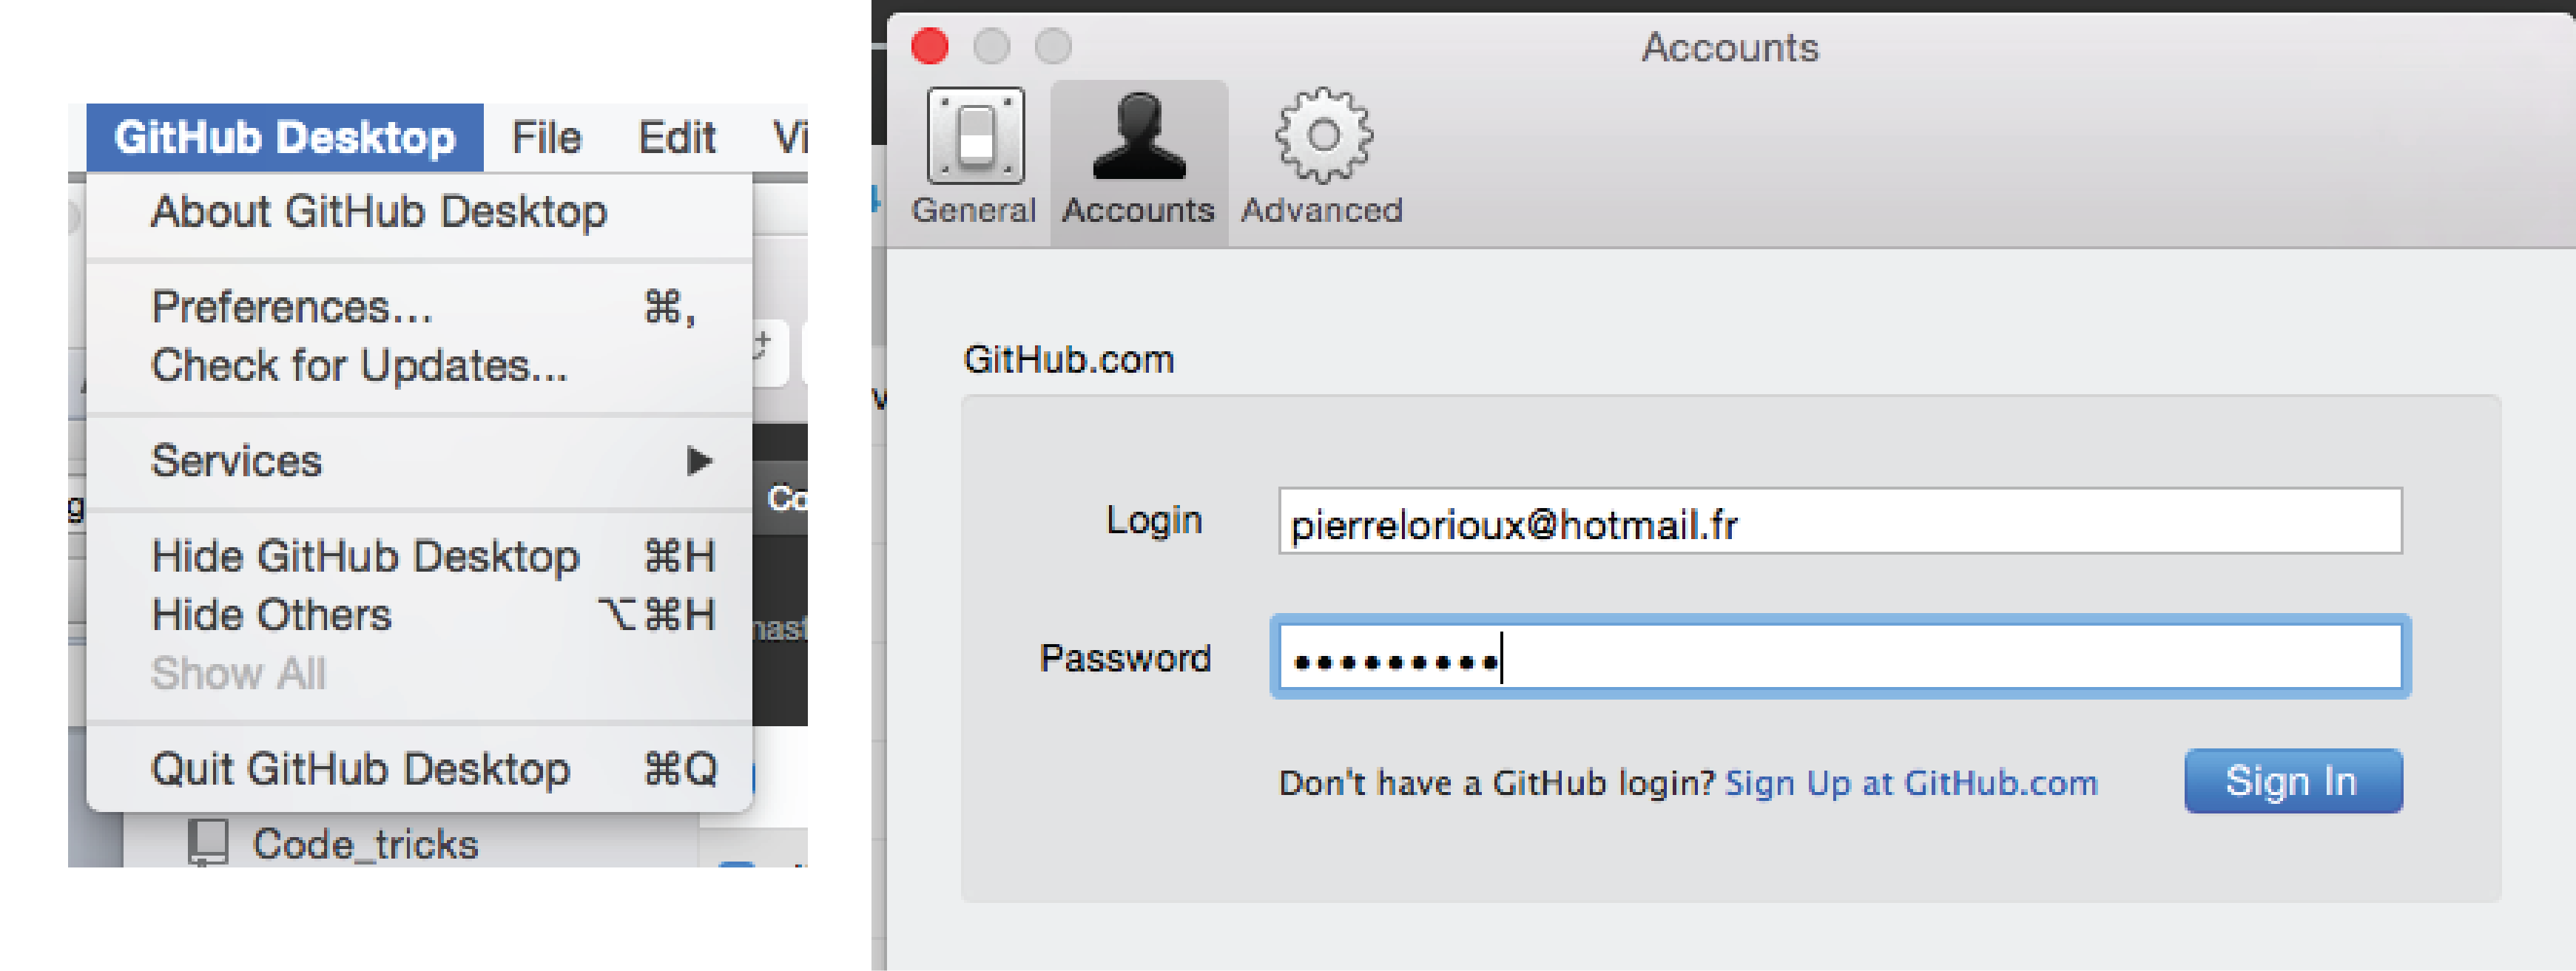 GitHub Desktop File Edit
About GitHub Desktop
Preferences... ⌘,
Check for Updates...
Services ▶
Hide GitHub Desktop ⌘H
Hide Others ⌥⌘H
Show All
Quit GitHub Desktop ⌘Q
Code_tricks
Accounts
General Accounts Advanced
GitHub.com
Login pierrelorioux@hotmail.fr
Password •••••••••
Don't have a GitHub login? Sign Up at GitHub.com Sign In